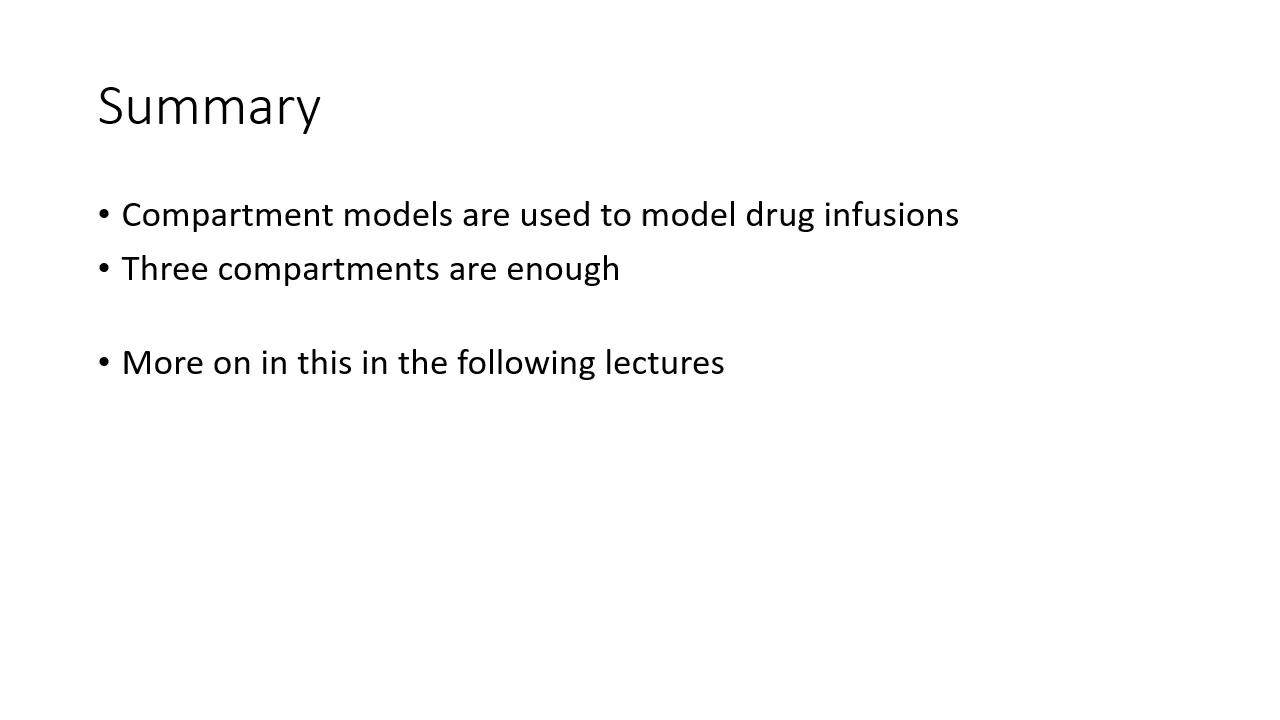 Summary
• Compartment models are used to model drug infusions
• Three compartments are enough
• More on in this in the following lectures